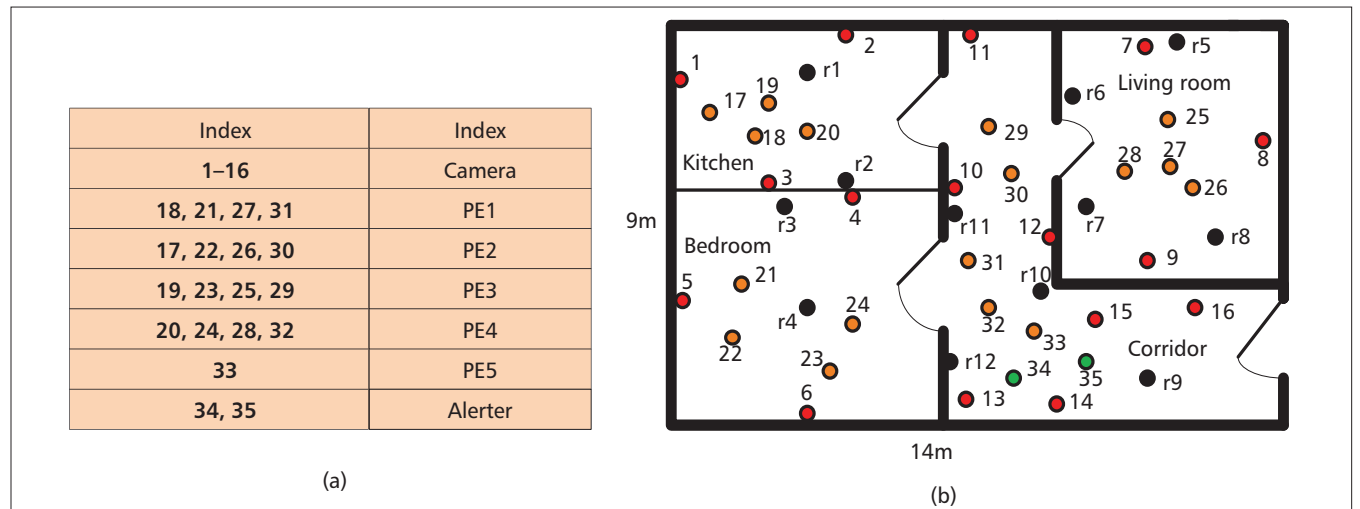 Index Index
1–16 Camera
18, 21, 27, 31 PE1
17, 22, 26, 30 PE2
19, 23, 25, 29 PE3
20, 24, 28, 32 PE4
33 PE5
34, 35 Alerter
(a)
2
11
7
r5
1
r1
Living room
19
r6
17
25
18
20
29
8
Kitchen
r2
28
27
3
10
30
26
4
9m
r3
r11
12
r7
r8
Bedroom
31
9
21
r10
5
r4
24
32
15
16
22
33
Corridor
23
r12
34
35
r9
6
13
14
14m
(b)